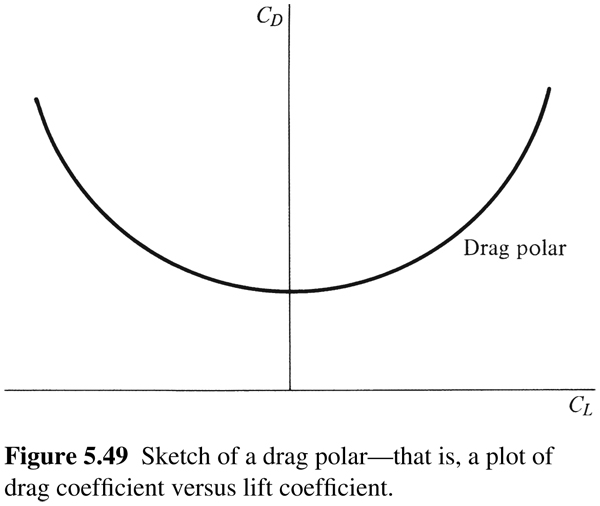 C_D
Drag polar
C_L
Figure 5.49 Sketch of a drag polar—that is, a plot of
drag coefficient versus lift coefficient.